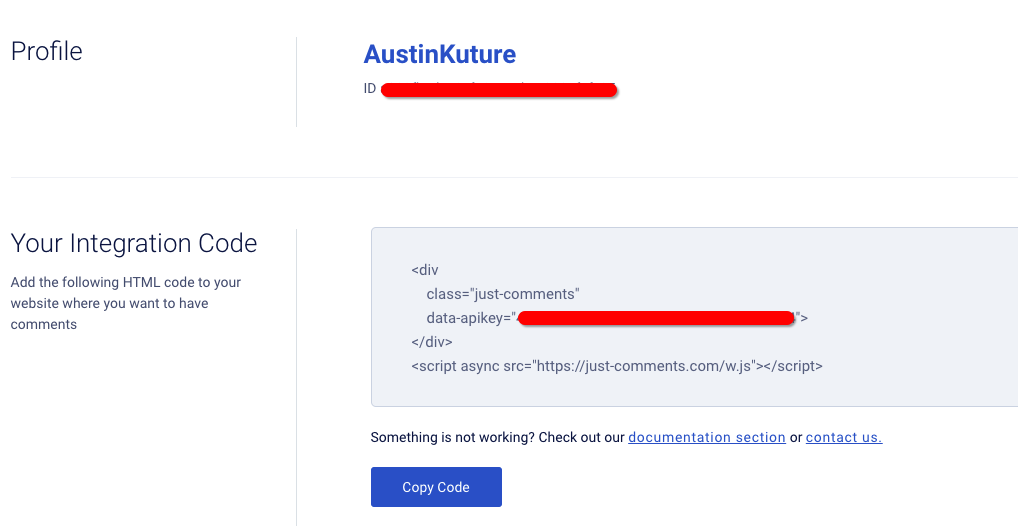 Profile
AustinKuture
ID
Your Integration Code
Add the following HTML code to your
website where you want to have
comments
<div
class="just-comments"
data-apikey=" ">
</div>
<script async src="https://just-comments.com/w.js"></script>
Something is not working? Check out our documentation section or contact us.
Copy Code